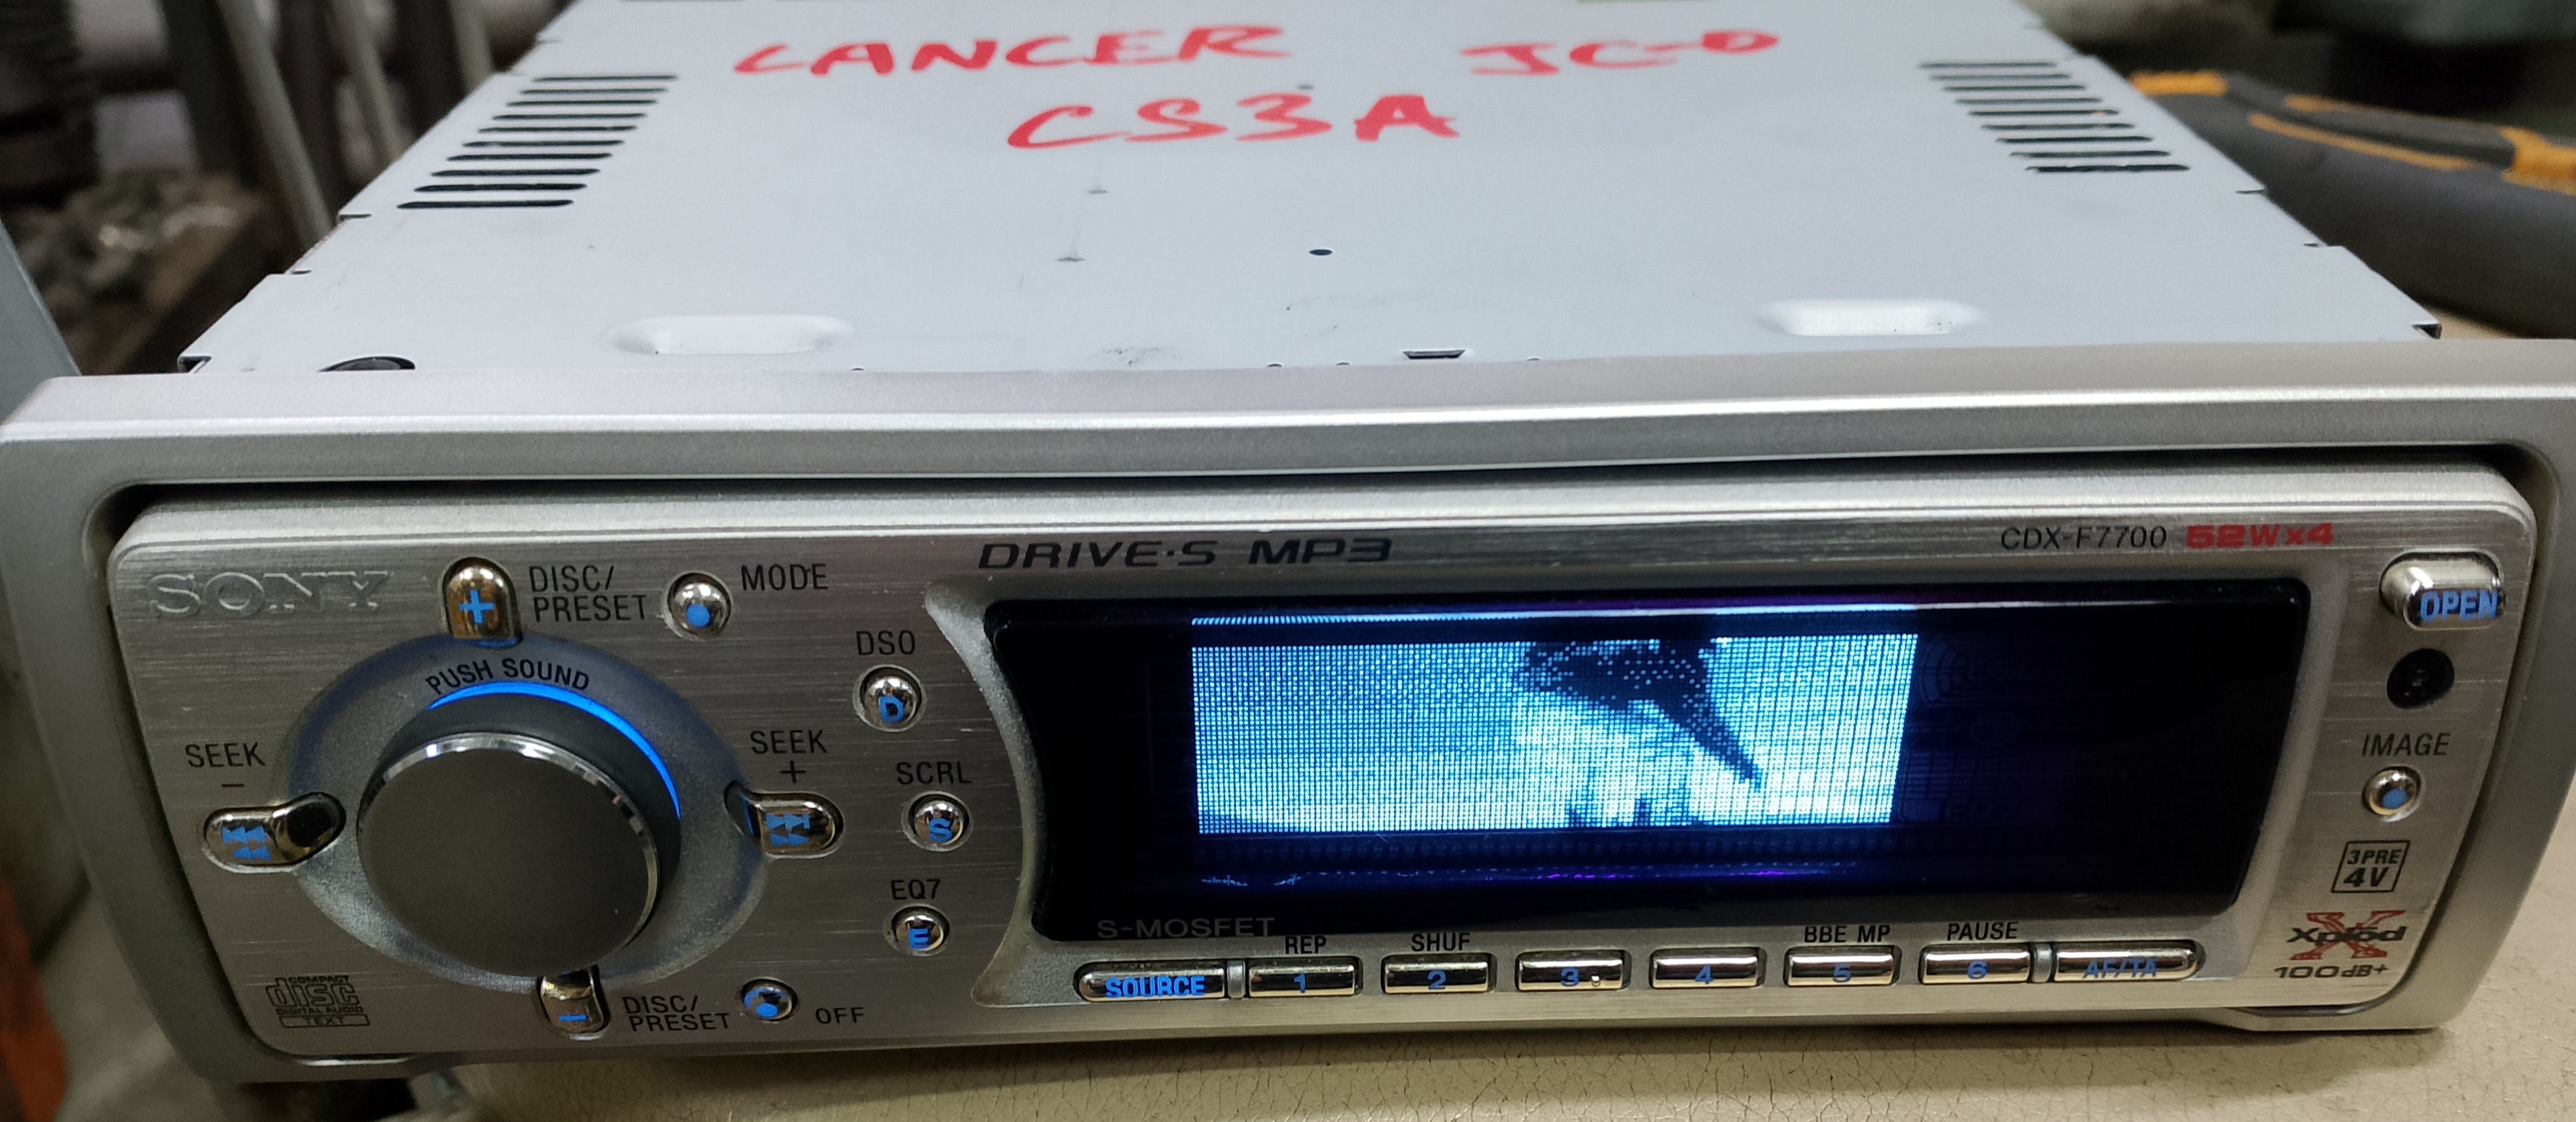 LANCER JC-D
CS3A
DRIVE·S MP3
CDX-F7700 52Wx4
SONY
+
DISC/
PRESET
MODE
OPEN
PUSH SOUND
DSO
D
SEEK
−
SEEK
+
SCRL
S
IMAGE
EQ7
E
3PRE
4V
S-MOSFET
REP
SHUF
BBE MP
PAUSE
SOURCE
1
2
3
4
5
6
AF/TA
Xplod
100dB+
COMPACT
disc
DIGITAL AUDIO
TEXT
−
DISC/
PRESET
OFF